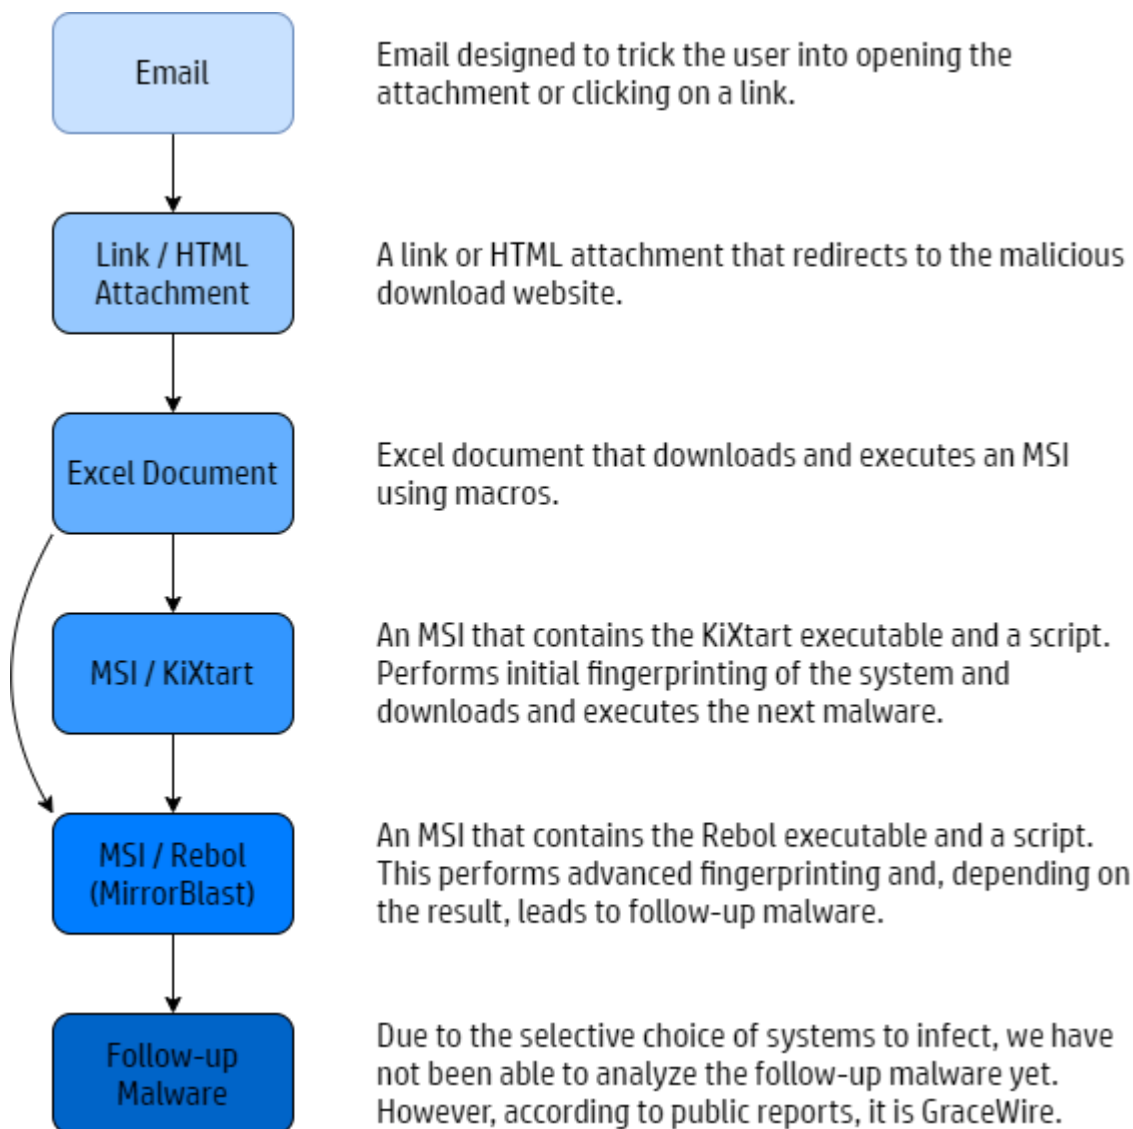 Email
Email designed to trick the user into opening the
attachment or clicking on a link.
Link / HTML
Attachment
A link or HTML attachment that redirects to the malicious
download website.
Excel Document
Excel document that downloads and executes an MSI
using macros.
MSI / KiXtart
An MSI that contains the KiXtart executable and a script.
Performs initial fingerprinting of the system and
downloads and executes the next malware.
MSI / Rebol
(MirrorBlast)
An MSI that contains the Rebol executable and a script.
This performs advanced fingerprinting and, depending on
the result, leads to follow-up malware.
Follow-up
Malware
Due to the selective choice of systems to infect, we have
not been able to analyze the follow-up malware yet.
However, according to public reports, it is GraceWire.